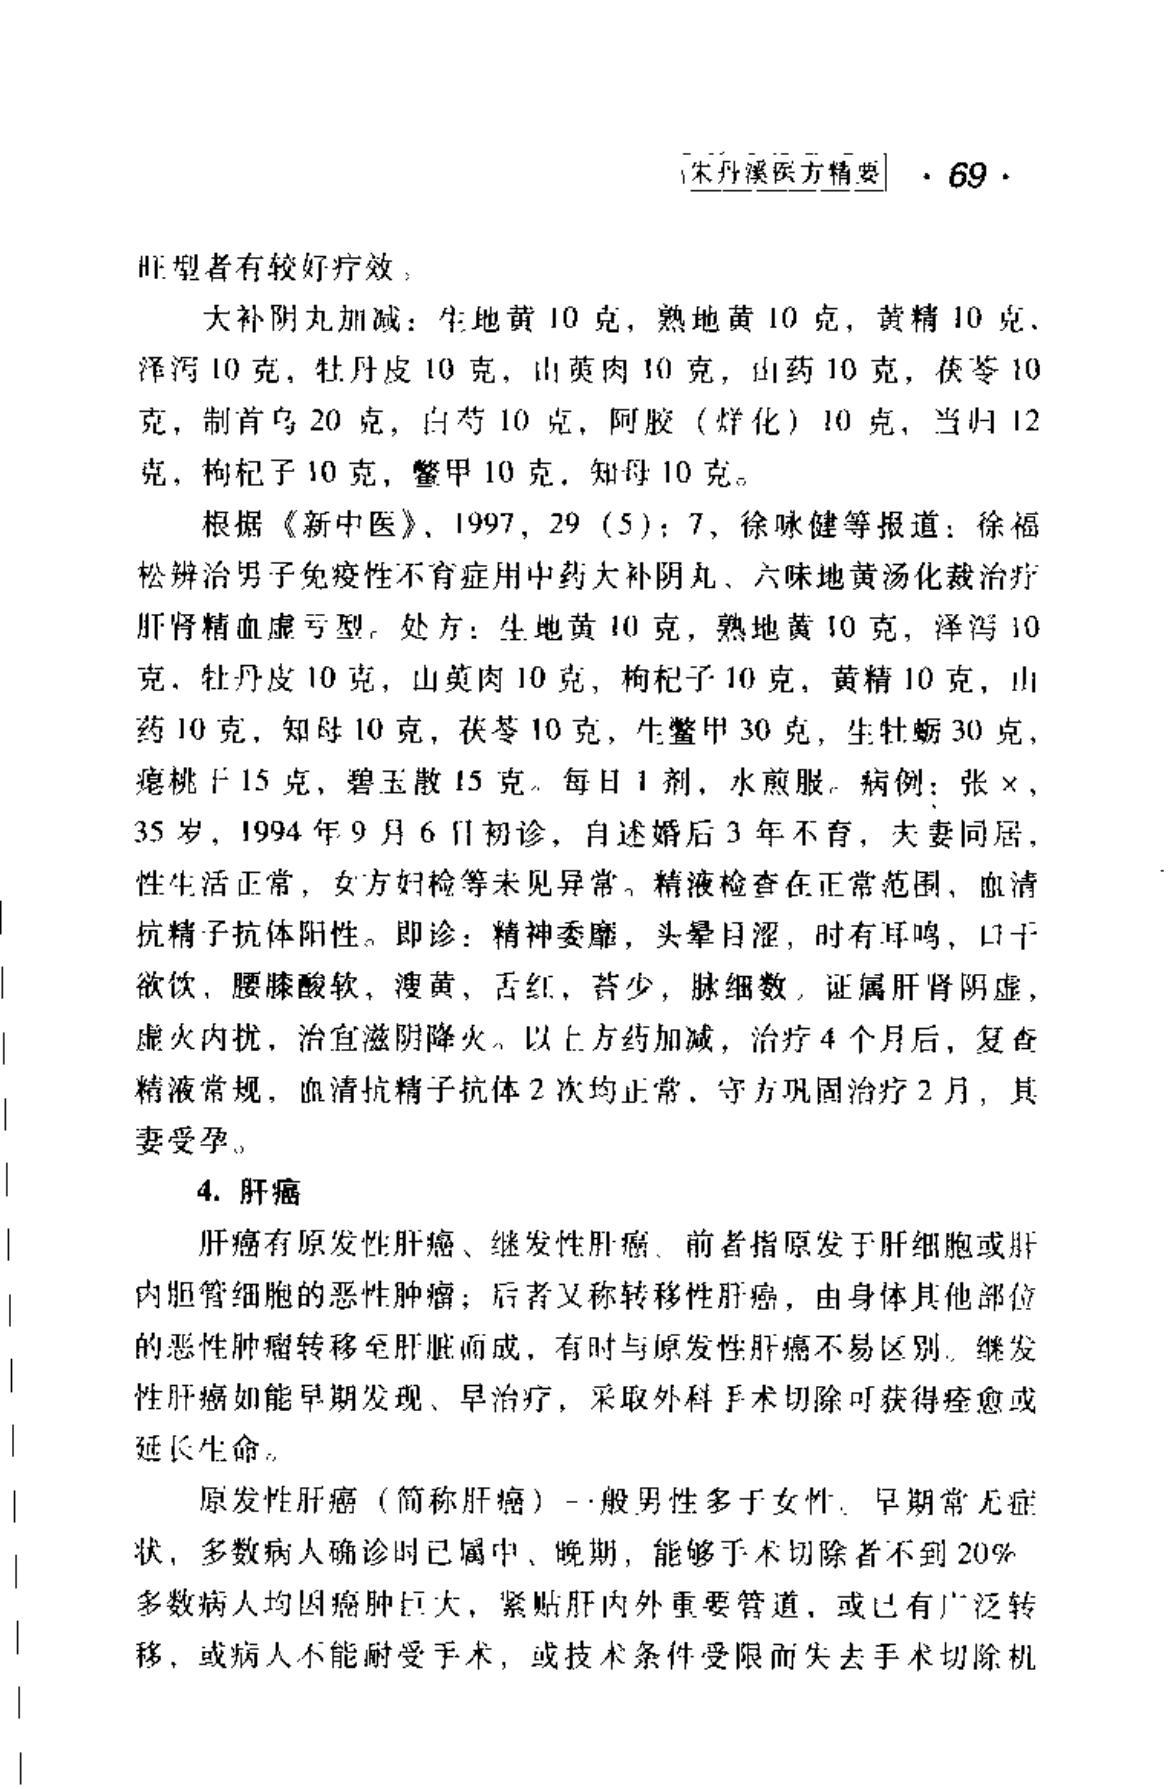 朱丹溪医方精要 · 69 ·
旺型者有较好疗效。
大补阴丸加减：生地黄 10 克，熟地黄 10 克，黄精 10 克、
泽泻 10 克，牡丹皮 10 克，山萸肉 10 克，山药 10 克，茯苓 10
克，制首乌 20 克，白芍 10 克，阿胶（烊化）10 克，当归 12
克，枸杞子 10 克，鳖甲 10 克，知母 10 克。
根据《新中医》，1997，29（5）：7，徐咏健等报道：徐福
松辨治男子免疫性不育症用中药大补阴丸、六味地黄汤化裁治疗
肝肾精血虚亏型。处方：生地黄 10 克，熟地黄 10 克，泽泻 10
克，牡丹皮 10 克，山萸肉 10 克，枸杞子 10 克，黄精 10 克，山
药 10 克，知母 10 克，茯苓 10 克，生鳖甲 30 克，生牡蛎 30 克，
瘪桃干 15 克，碧玉散 15 克。每日 1 剂，水煎服。病例：张×，
35 岁，1994 年 9 月 6 日初诊，自述婚后 3 年不育，夫妻同居，
性生活正常，女方妇检等未见异常。精液检查在正常范围，血清
抗精子抗体阳性。即诊：精神委靡，头晕目涩，时有耳鸣，口干
欲饮，腰膝酸软，溲黄，舌红，苔少，脉细数，证属肝肾阴虚，
虚火内扰，治宜滋阴降火。以上方药加减，治疗 4 个月后，复查
精液常规，血清抗精子抗体 2 次均正常，守方巩固治疗 2 月，其
妻受孕。
4. 肝癌
肝癌有原发性肝癌、继发性肝癌。前者指原发于肝细胞或肝
内胆管细胞的恶性肿瘤；后者又称转移性肝癌，由身体其他部位
的恶性肿瘤转移至肝脏而成，有时与原发性肝癌不易区别。继发
性肝癌如能早期发现、早治疗，采取外科手术切除可获得痊愈或
延长生命。
原发性肝癌（简称肝癌）一般男性多于女性。早期常无症
状，多数病人确诊时已属中、晚期，能够手术切除者不到 20%
多数病人均因癌肿巨大，紧贴肝内外重要管道，或已有广泛转
移，或病人不能耐受手术，或技术条件受限而失去手术切除机